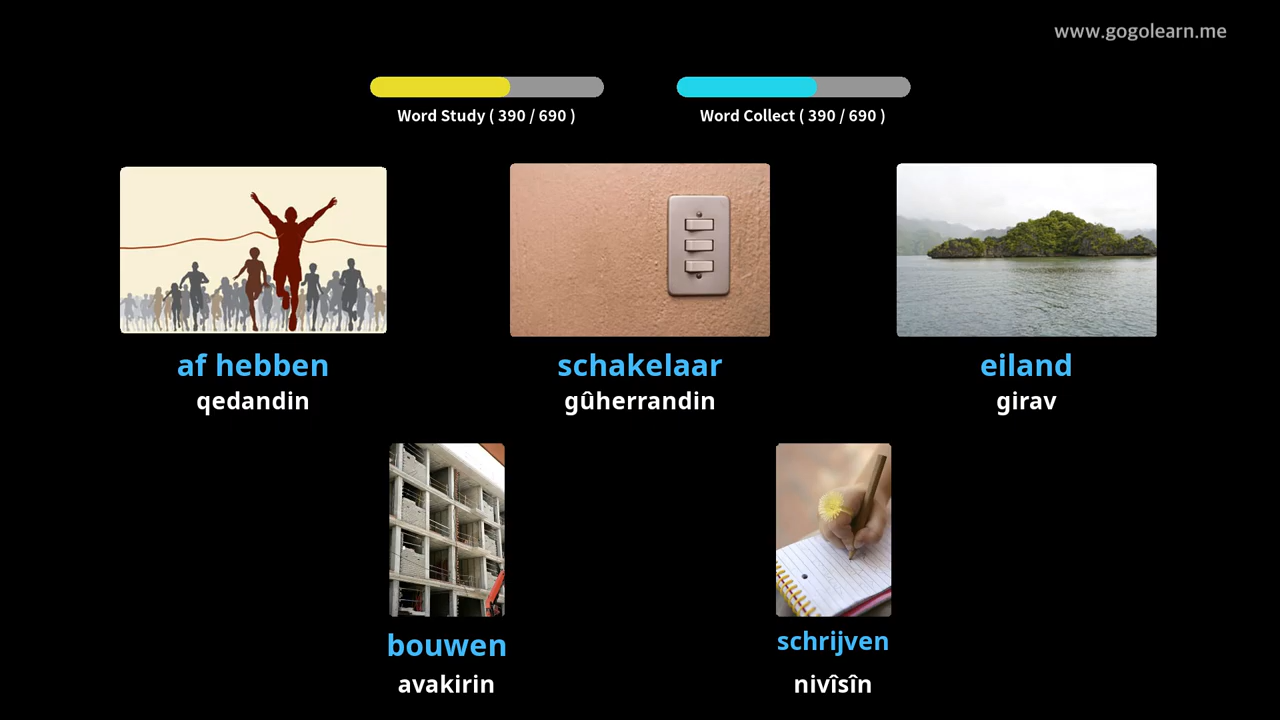 www.gogolearn.me
Word Study ( 390 / 690 )
Word Collect ( 390 / 690 )
af hebben
qedandin
schakelaar
gûherrandin
eiland
girav
bouwen
avakirin
schrijven
nivîsîn